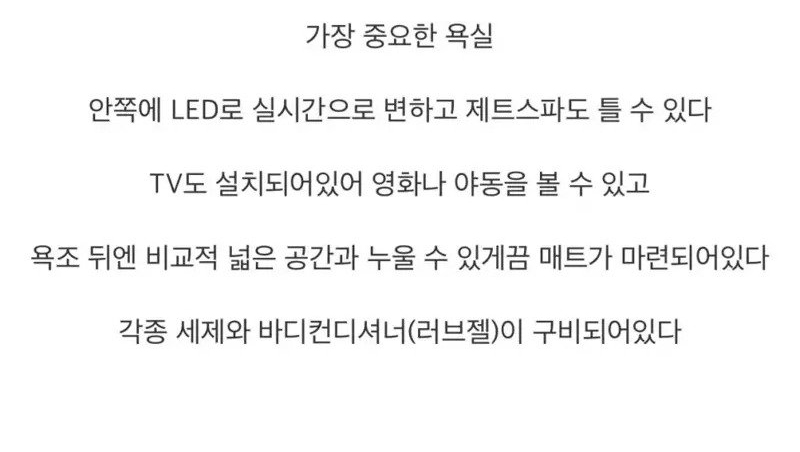 가장 중요한 욕실
안쪽에 LED로 실시간으로 변하고 제트스파도 틀 수 있다
TV도 설치되어있어 영화나 야동을 볼 수 있고
욕조 뒤엔 비교적 넓은 공간과 누울 수 있게끔 매트가 마련되어있다
각종 세제와 바디컨디셔너(러브젤)이 구비되어있다